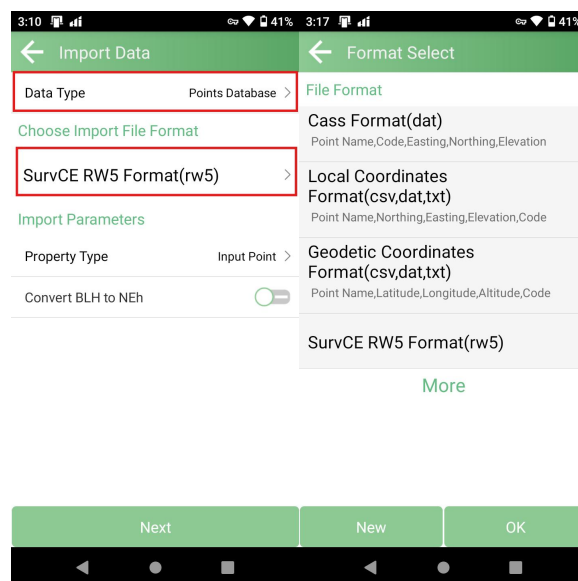 3:10
41%
Import Data
Data Type
Points Database
Choose Import File Format
SurvCE RW5 Format(rw5)
Import Parameters
Property Type
Input Point
Convert BLH to NEh
Next
3:17
41%
Format Select
File Format
Cass Format(dat)
Point Name,Code,Easting,Northing,Elevation
Local Coordinates
Format(csv,dat,txt)
Point Name,Northing,Easting,Elevation,Code
Geodetic Coordinates
Format(csv,dat,txt)
Point Name,Latitude,Longitude,Altitude,Code
SurvCE RW5 Format(rw5)
More
New
OK